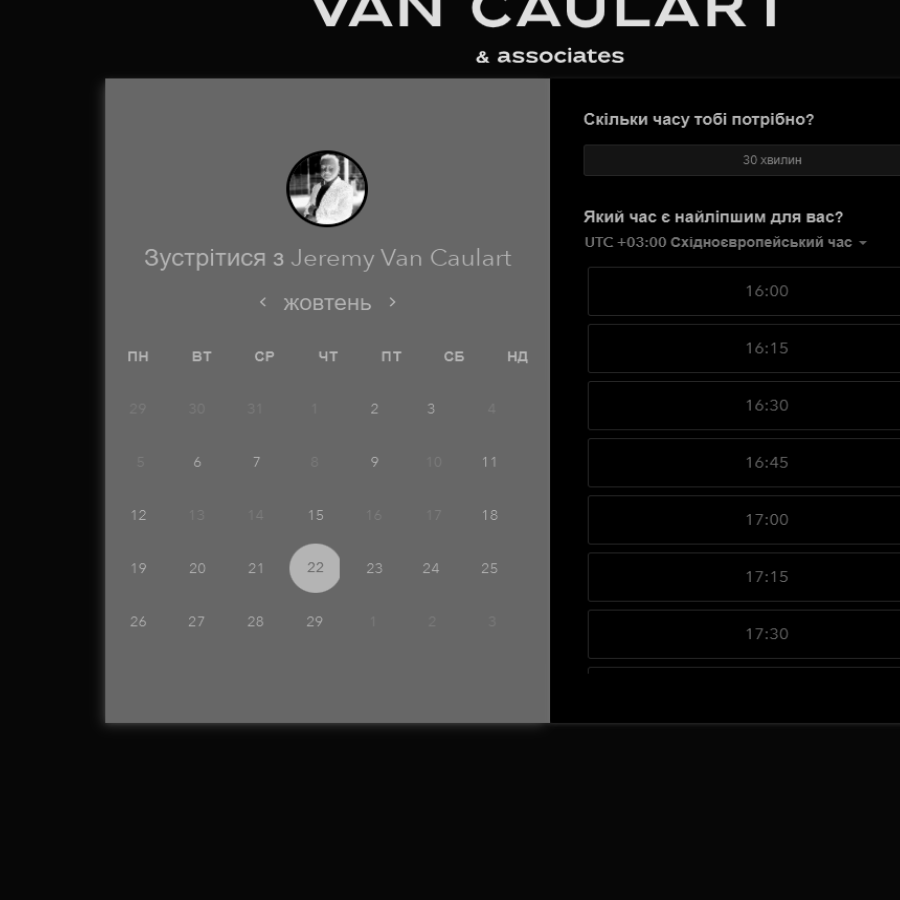 VAN CAULART
& associates
Зустрітися з Jeremy Van Caulart
жовтень
ПН ВТ СР ЧТ ПТ СБ НД
29 30 31 1 2 3 4
5 6 7 8 9 10 11
12 13 14 15 16 17 18
19 20 21 22 23 24 25
26 27 28 29 1 2 3
Скільки часу тобі потрібно?
30 хвилин
Який час є найліпшим для вас?
UTC +03:00 Східноєвропейський час
16:00
16:15
16:30
16:45
17:00
17:15
17:30